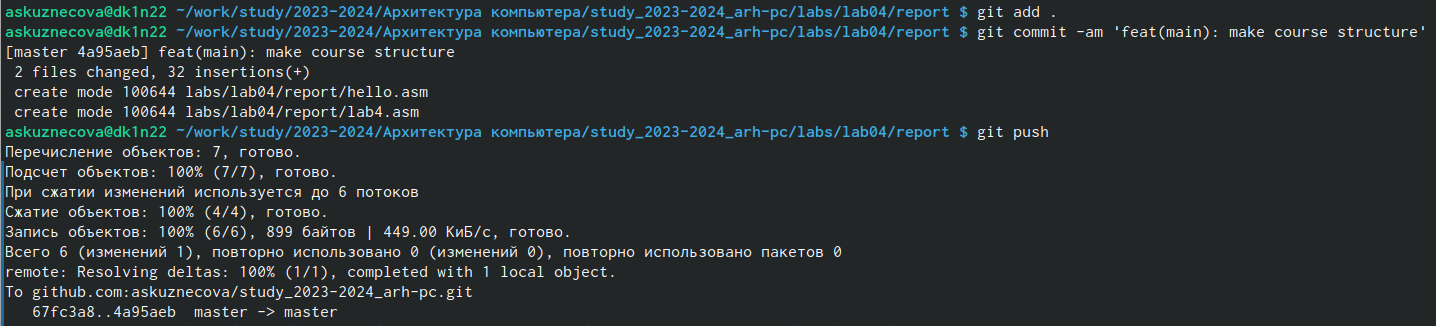 askuznecova@dk1n22 ~/work/study/2023-2024/Архитектура компьютера/study_2023-2024_arh-pc/labs/lab04/report $ git add .
askuznecova@dk1n22 ~/work/study/2023-2024/Архитектура компьютера/study_2023-2024_arh-pc/labs/lab04/report $ git commit -am 'feat(main): make course structure'
[master 4a95aeb] feat(main): make course structure
 2 files changed, 32 insertions(+)
 create mode 100644 labs/lab04/report/hello.asm
 create mode 100644 labs/lab04/report/lab4.asm
askuznecova@dk1n22 ~/work/study/2023-2024/Архитектура компьютера/study_2023-2024_arh-pc/labs/lab04/report $ git push
Перечисление объектов: 7, готово.
Подсчет объектов: 100% (7/7), готово.
При сжатии изменений используется до 6 потоков
Сжатие объектов: 100% (4/4), готово.
Запись объектов: 100% (6/6), 899 байтов | 449.00 КиБ/с, готово.
Всего 6 (изменений 1), повторно использовано 0 (изменений 0), повторно использовано пакетов 0
remote: Resolving deltas: 100% (1/1), completed with 1 local object.
To github.com:askuznecova/study_2023-2024_arh-pc.git
   67fc3a8..4a95aeb  master -> master